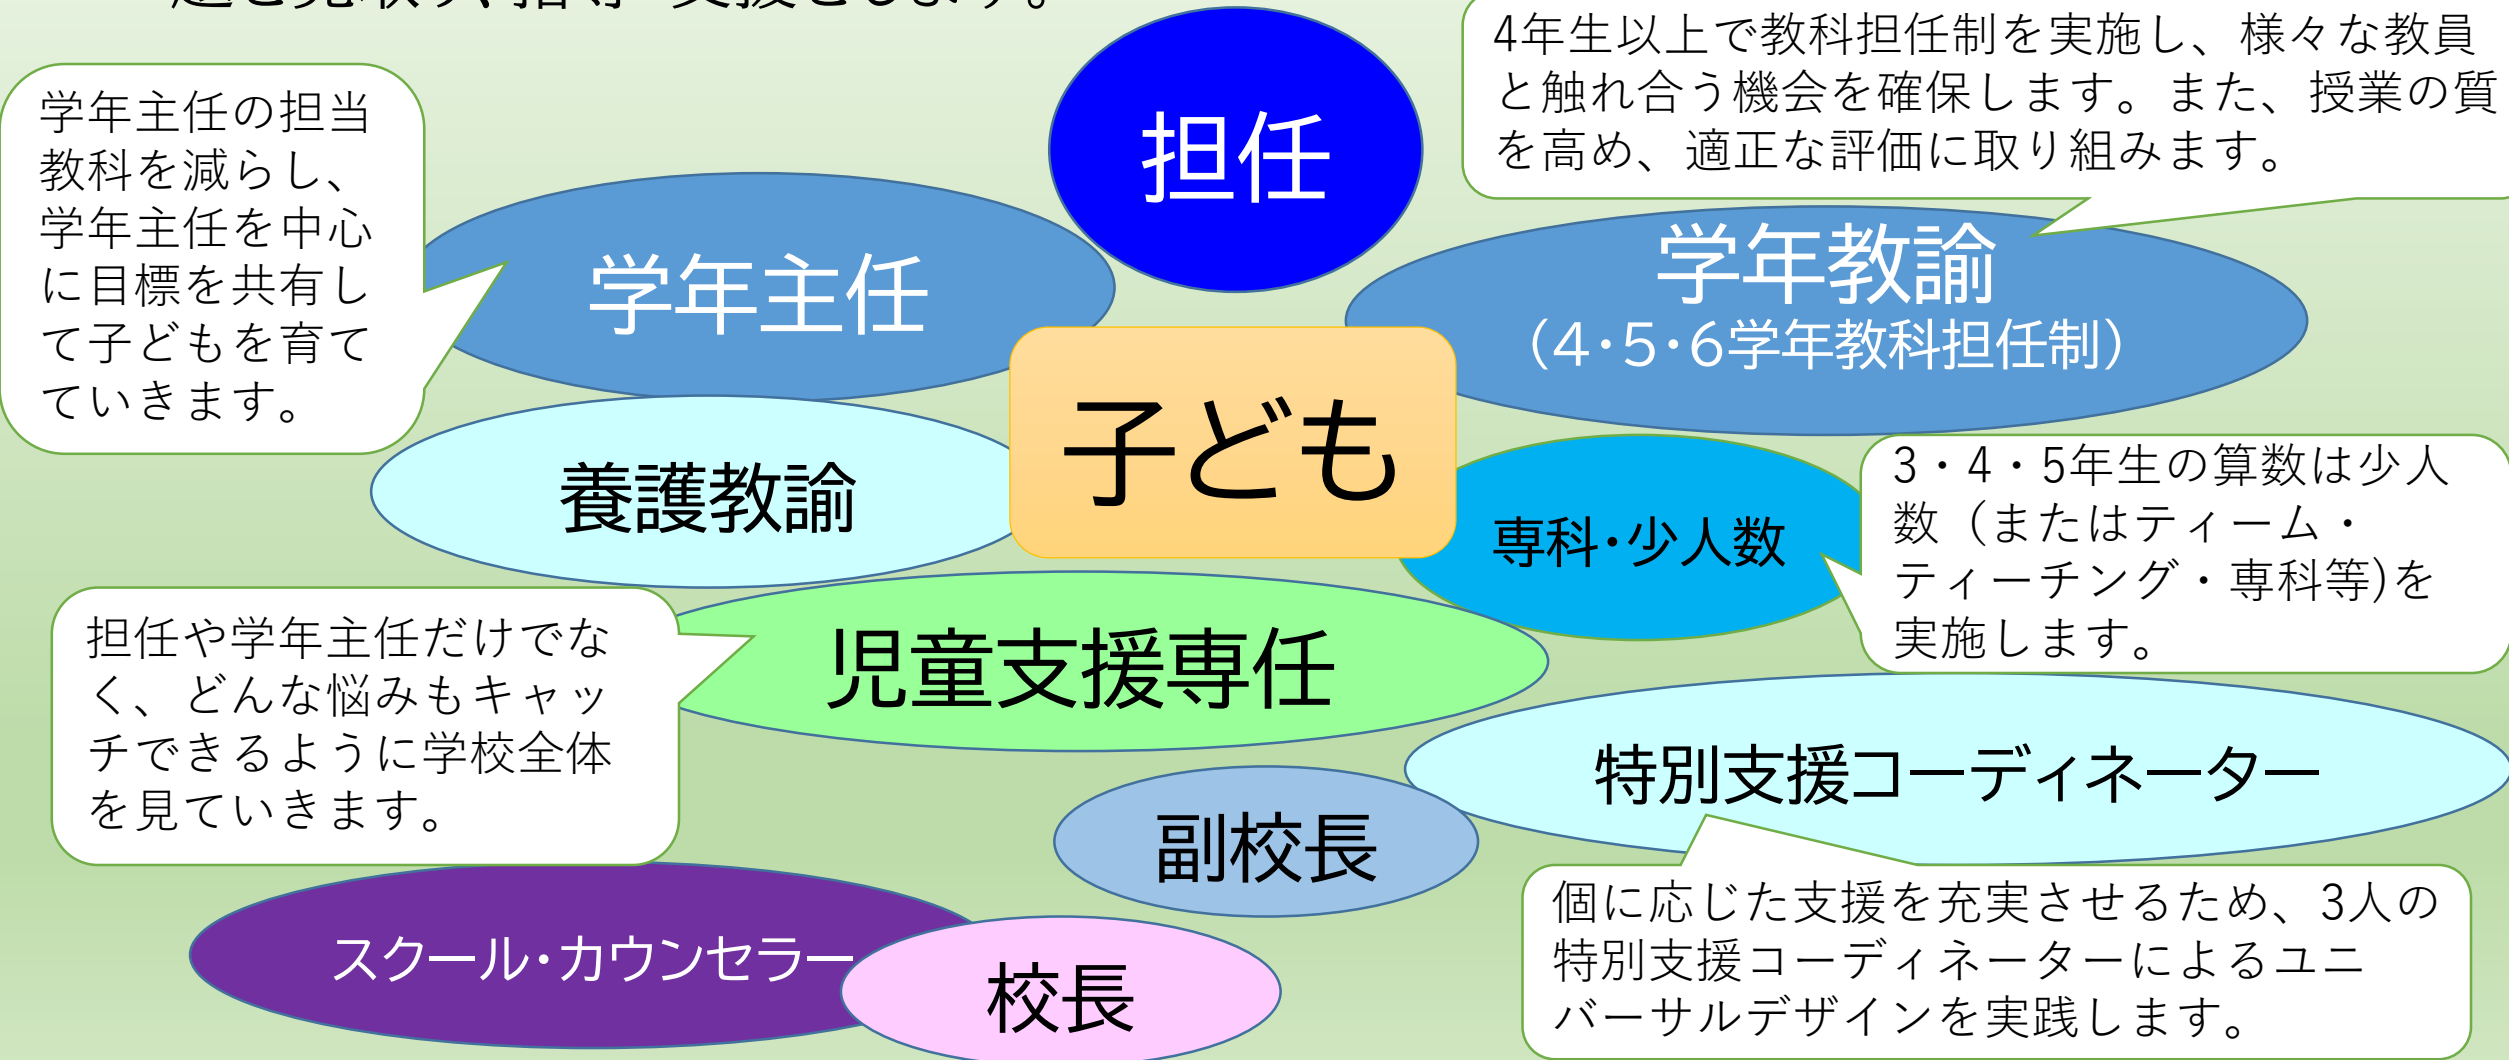 支援をします。
担任
4年生以上で教科担任制を実施し、様々な教員
と触れ合う機会を確保します。また、授業の質
を高め、適正な評価に取り組みます。
学年主任の担当
教科を減らし、
学年主任を中心
に目標を共有し
て子どもを育て
ていきます。
学年主任
学年教諭
（4・5・6学年教科担任制）
子ども
養護教諭
専科・少人数
3・4・5年生の算数は少人
数（またはティーム・
ティーチング・専科等)を
実施します。
担任や学年主任だけでな
く、どんな悩みもキャッ
チできるように学校全体
を見ていきます。
児童支援専任
特別支援コーディネーター
副校長
個に応じた支援を充実させるため、3人の
特別支援コーディネーターによるユニ
バーサルデザインを実践します。
スクール・カウンセラー
校長